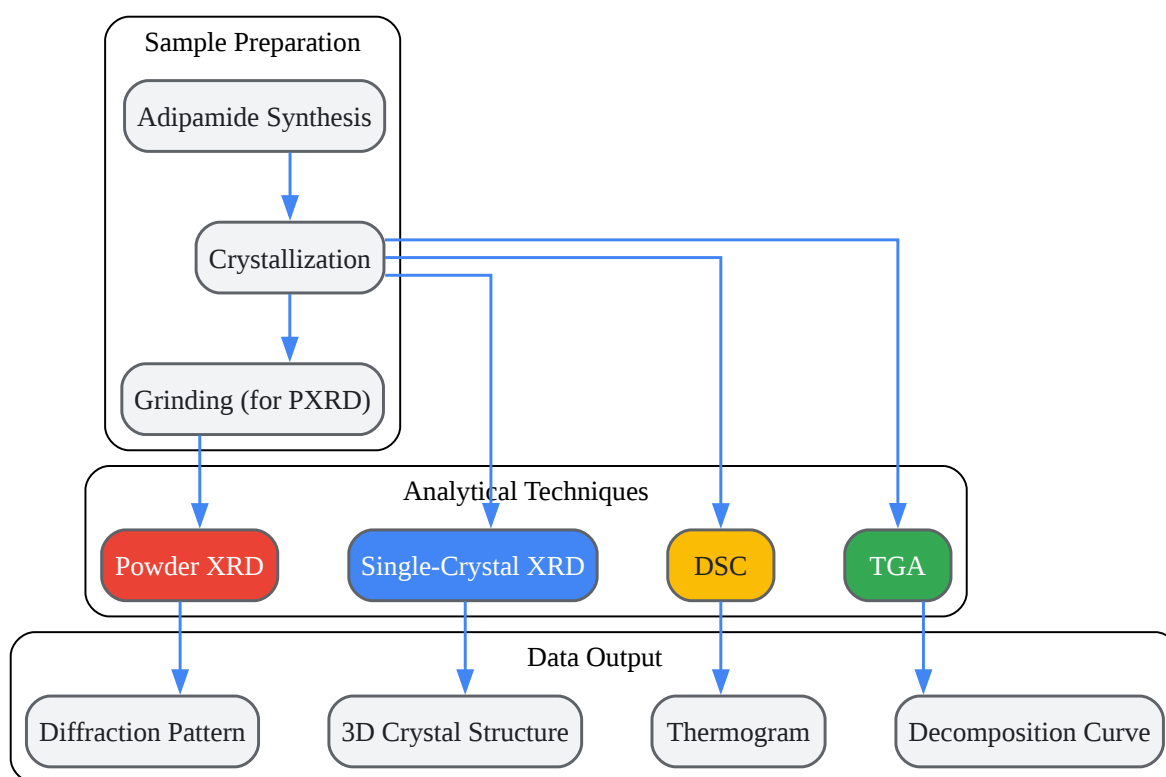 Sample Preparation
Adipamide Synthesis
Crystallization
Grinding (for PXRD)
Analytical Techniques
Powder XRD
Single-Crystal XRD
DSC
TGA
Data Output
Diffraction Pattern
3D Crystal Structure
Thermogram
Decomposition Curve